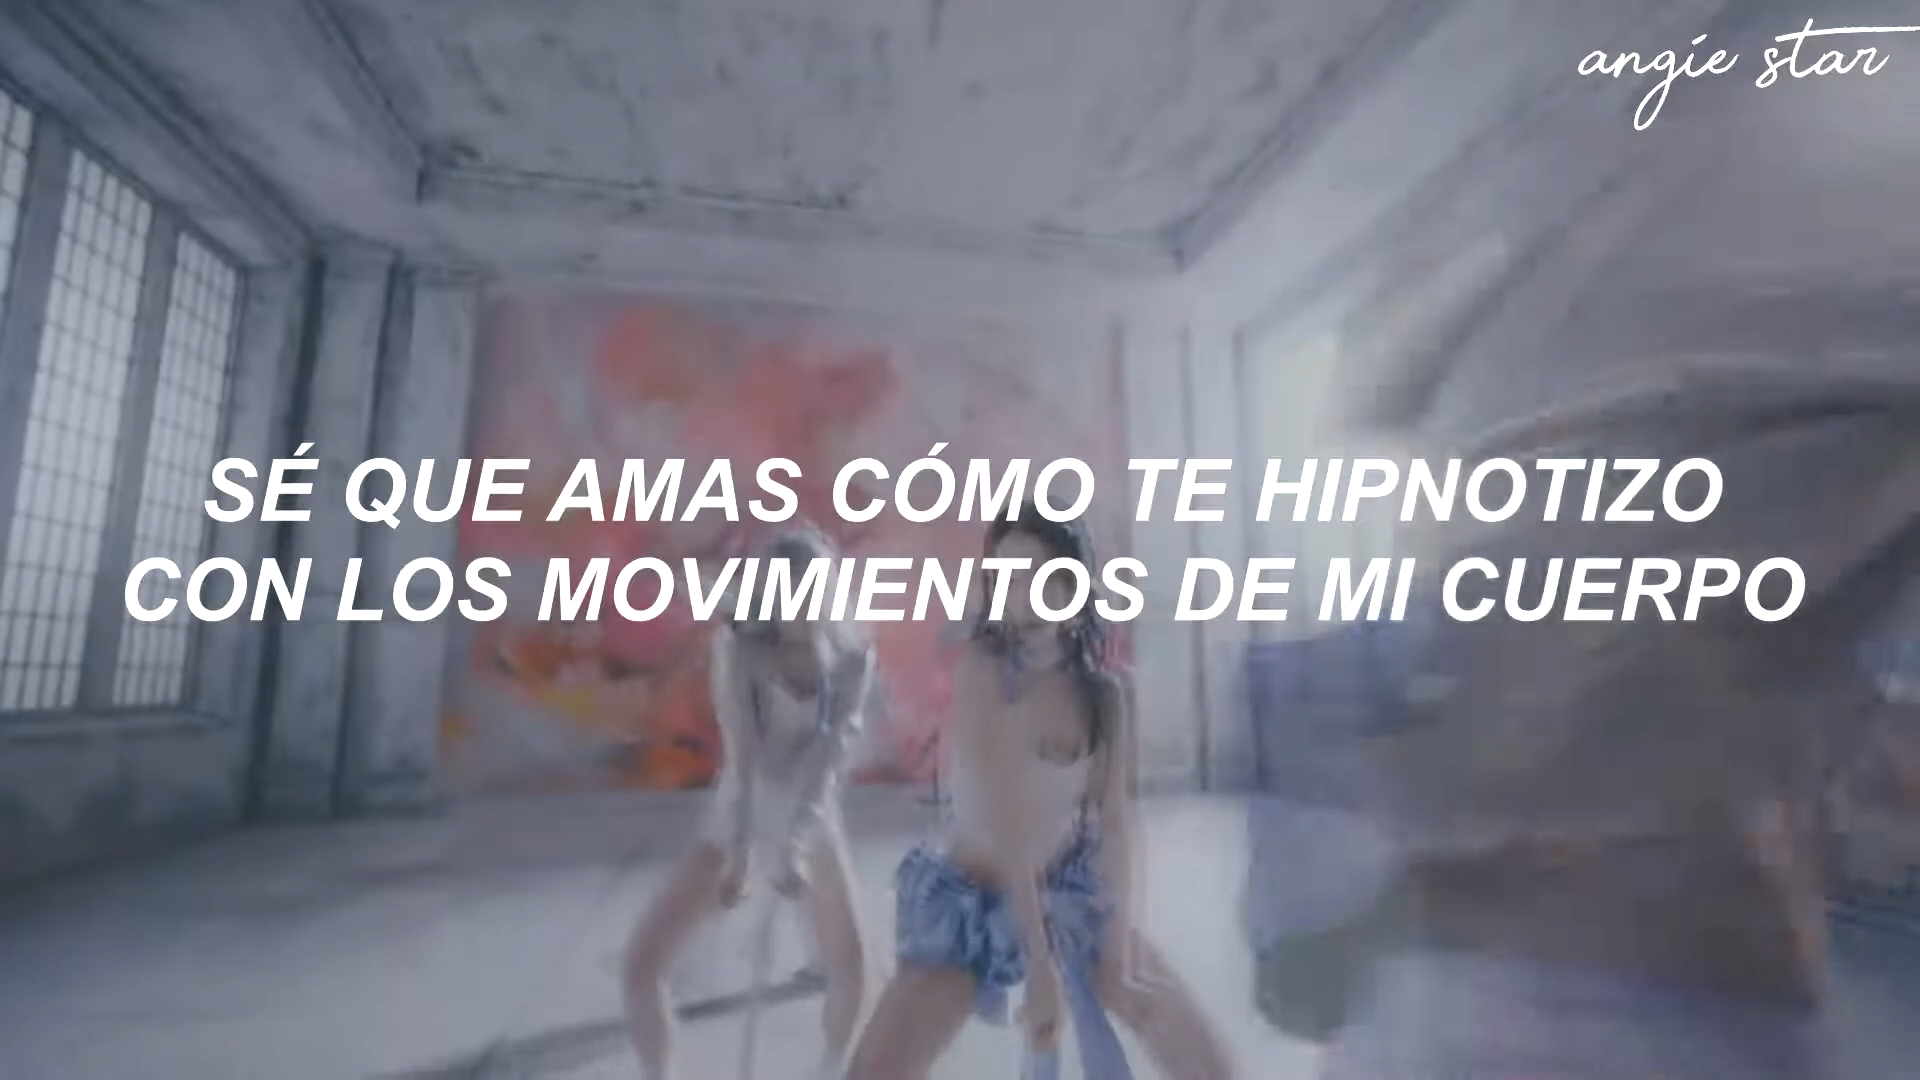 angie star
SÉ QUE AMAS CÓMO TE HIPNOTIZO
CON LOS MOVIMIENTOS DE MI CUERPO